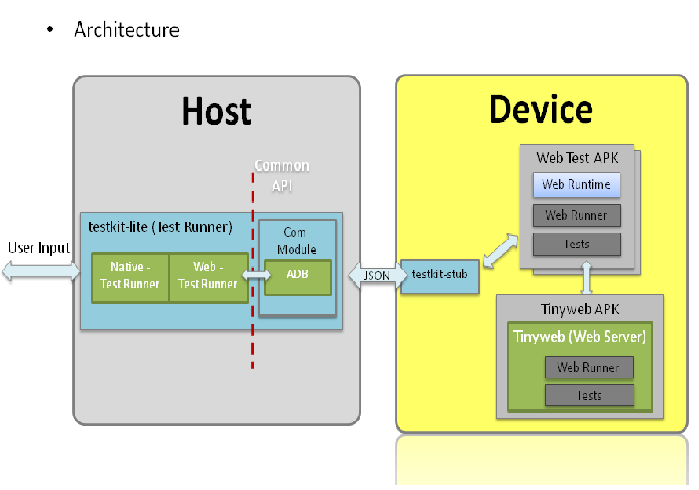 • Architecture
Host
Device
Common
API
Web Test APK
Web Runtime
Web Runner
Tests
testkit-lite (Test Runner)
Com
Module
User Input
Native -
Test Runner
Web -
Test Runner
ADB
JSON
testkit-stub
Tinyweb APK
Tinyweb (Web Server)
Web Runner
Tests